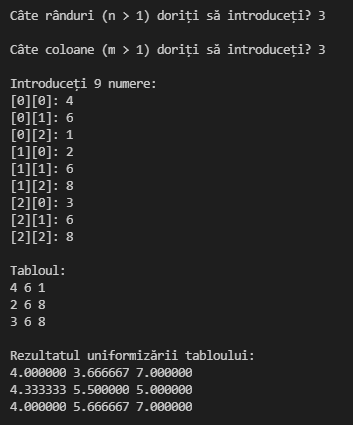 Câte rânduri (n > 1) doriți să introduceți? 3
Câte coloane (m > 1) doriți să introduceți? 3
Introduceți 9 numere:
[0][0]: 4
[0][1]: 6
[0][2]: 1
[1][0]: 2
[1][1]: 6
[1][2]: 8
[2][0]: 3
[2][1]: 6
[2][2]: 8
Tabloul:
4 6 1
2 6 8
3 6 8
Rezultatul uniformizării tabloului:
4.000000 3.666667 7.000000
4.333333 5.500000 5.000000
4.000000 5.666667 7.000000